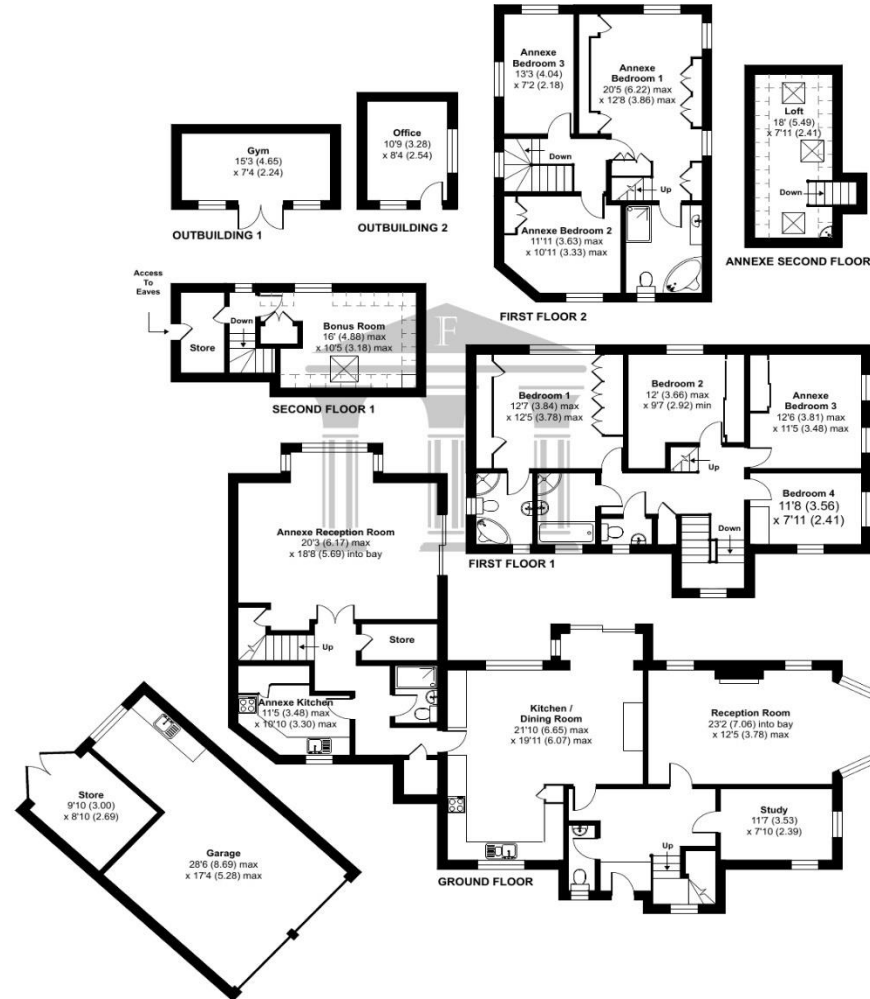 Annexe
Bedroom 3
13'3 (4.04)
x 7'2 (2.18)
Annexe
Bedroom 1
20'5 (6.22) max
x 12'8 (3.86) max
Down
Up
Annexe Bedroom 2
11'11 (3.63) max
x 10'11 (3.33) max
FIRST FLOOR 2
Loft
18' (5.49)
x 7'11 (2.41)
Down
ANNEXE SECOND FLOOR
Gym
15'3 (4.65)
x 7'4 (2.24)
OUTBUILDING 1
Office
10'9 (3.28)
x 8'4 (2.54)
OUTBUILDING 2
Access
To
Eaves
Store
Down
Bonus Room
16' (4.88) max
x 10'5 (3.18) max
SECOND FLOOR 1
F
Bedroom 1
12'7 (3.84) max
x 12'5 (3.78) max
Bedroom 2
12' (3.66) max
x 9'7 (2.92) min
Annexe
Bedroom 3
12'6 (3.81) max
x 11'5 (3.48) max
Up
Bedroom 4
11'8 (3.56)
x 7'11 (2.41)
Down
FIRST FLOOR 1
Annexe Reception Room
20'3 (6.17) max
x 18'8 (5.69) into bay
Up
Store
Annexe Kitchen
11'5 (3.48) max
x 10'10 (3.30) max
Kitchen /
Dining Room
21'10 (6.65) max
x 19'11 (6.07) max
Reception Room
23'2 (7.06) into bay
x 12'5 (3.78) max
Study
11'7 (3.53)
x 7'10 (2.39)
Up
GROUND FLOOR
Store
9'10 (3.00)
x 8'10 (2.69)
Garage
28'6 (8.69) max
x 17'4 (5.28) max